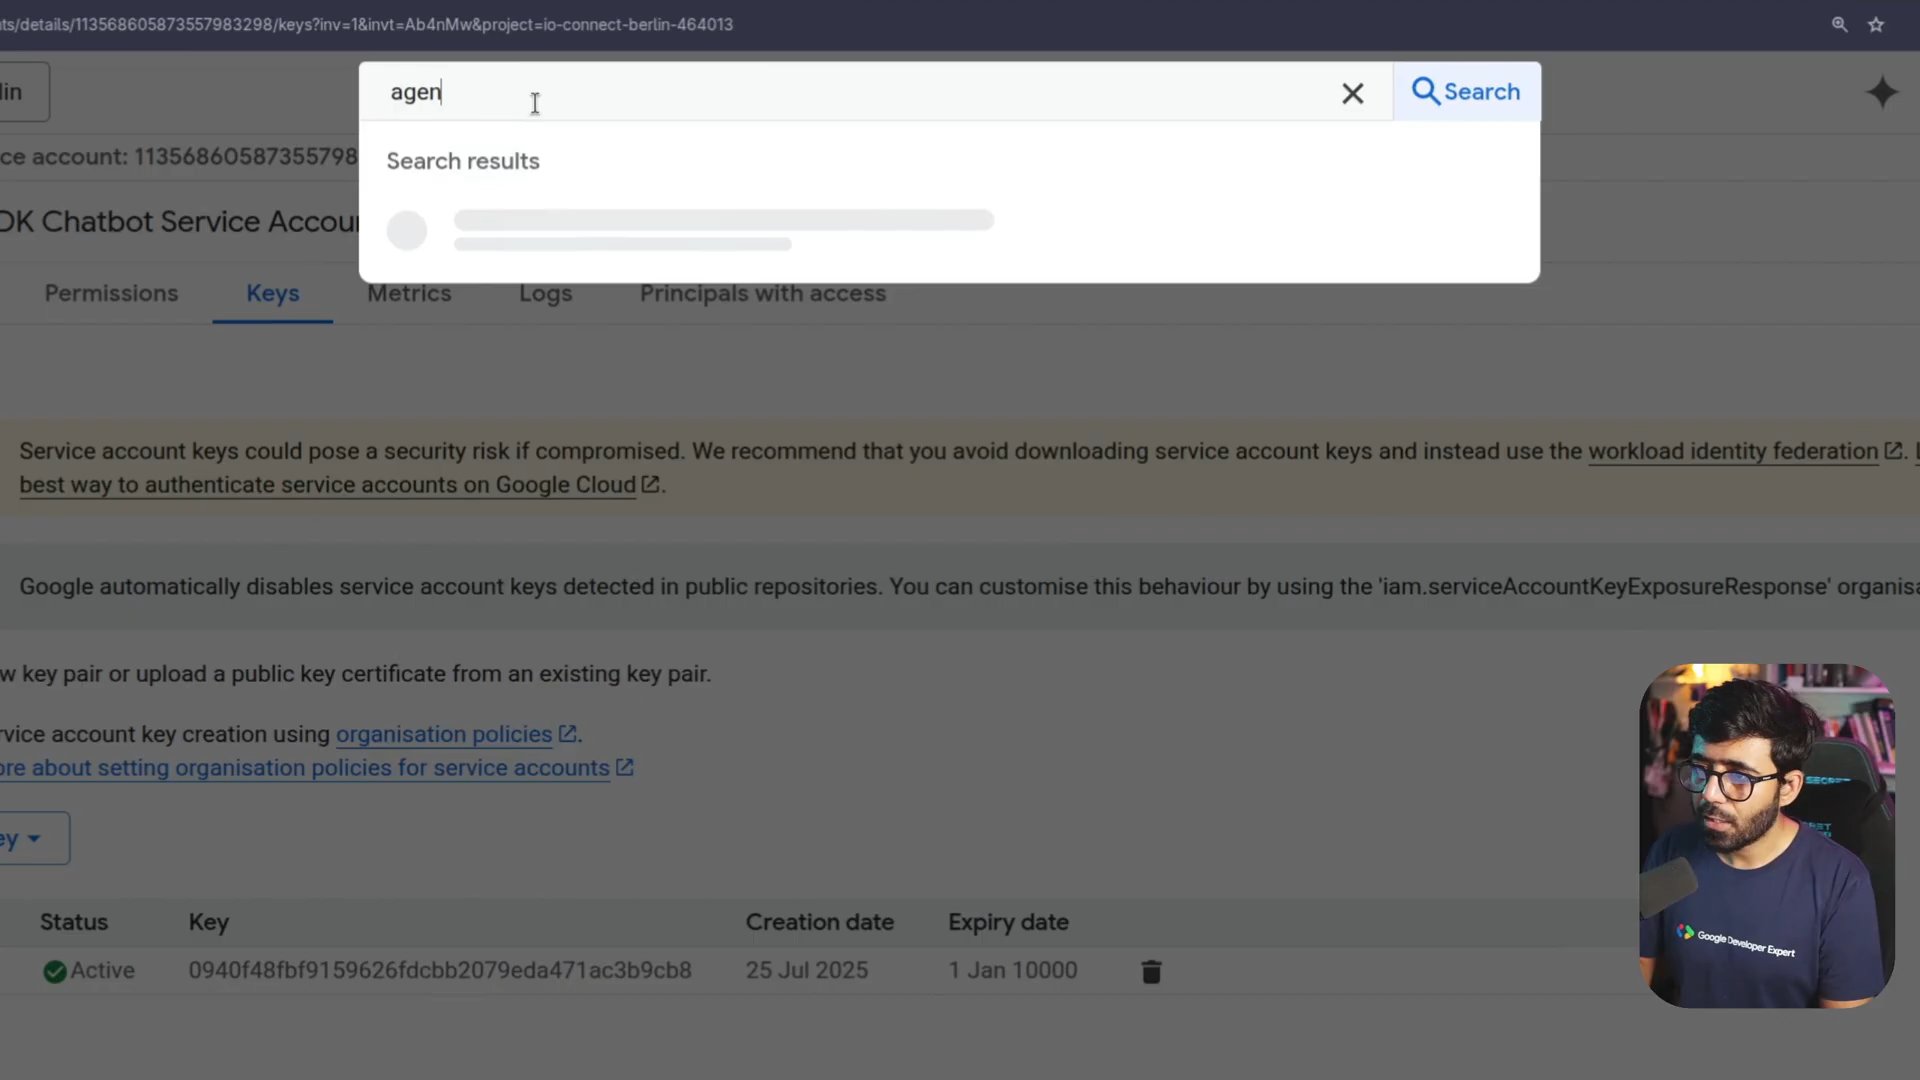 ts/details/113568605873557983298/keys?inv=1&invt=Ab4nMw&project=io-connect-berlin-464013
lin
agen
Search
Search results
ce account: 11356860587355798
DK Chatbot Service Accou
Permissions
Keys
Metrics
Logs
Principals with access
Service account keys could pose a security risk if compromised. We recommend that you avoid downloading service account keys and instead use the workload identity federation. L
best way to authenticate service accounts on Google Cloud.
Google automatically disables service account keys detected in public repositories. You can customise this behaviour by using the 'iam.serviceAccountKeyExposureResponse' organisa
w key pair or upload a public key certificate from an existing key pair.
rvice account key creation using organisation policies.
ore about setting organisation policies for service accounts
ey
Status
Key
Creation date
Expiry date
Active
0940f48fbf9159626fdcbb2079eda471ac3b9cb8
25 Jul 2025
1 Jan 10000
SECRET
Google Developer Expert